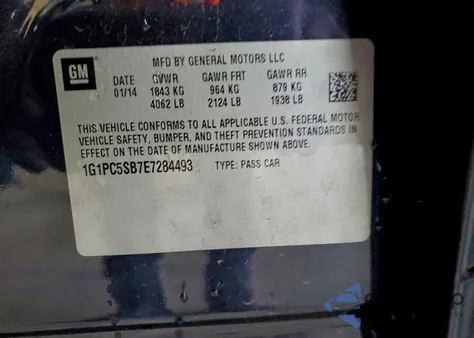 GM
MFD BY GENERAL MOTORS LLC
DATE GVWR GAWR FRT GAWR RR
01/14 1843 KG 964 KG 879 KG
4062 LB 2124 LB 1938 LB
THIS VEHICLE CONFORMS TO ALL APPLICABLE U.S. FEDERAL MOTOR
VEHICLE SAFETY, BUMPER, AND THEFT PREVENTION STANDARDS IN
EFFECT ON THE DATE OF MANUFACTURE SHOWN ABOVE.
1G1PC5SB7E7284493 TYPE: PASS CAR